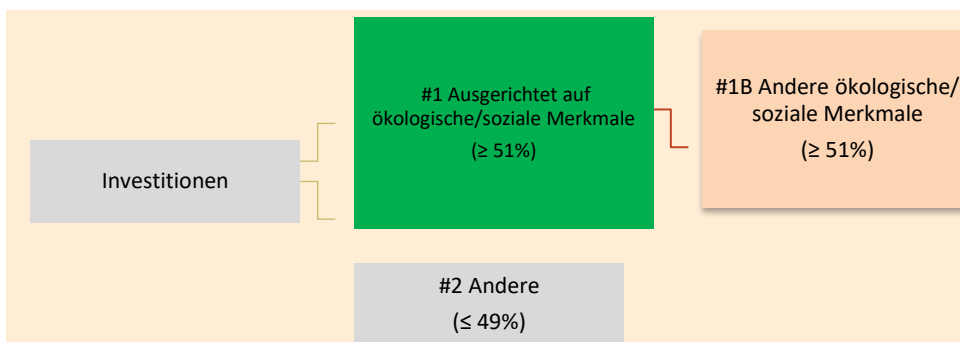 Investitionen
#1 Ausgerichtet auf
ökologische/soziale Merkmale
(≥ 51%)
#1B Andere ökologische/
soziale Merkmale
(≥ 51%)
#2 Andere
(≤ 49%)